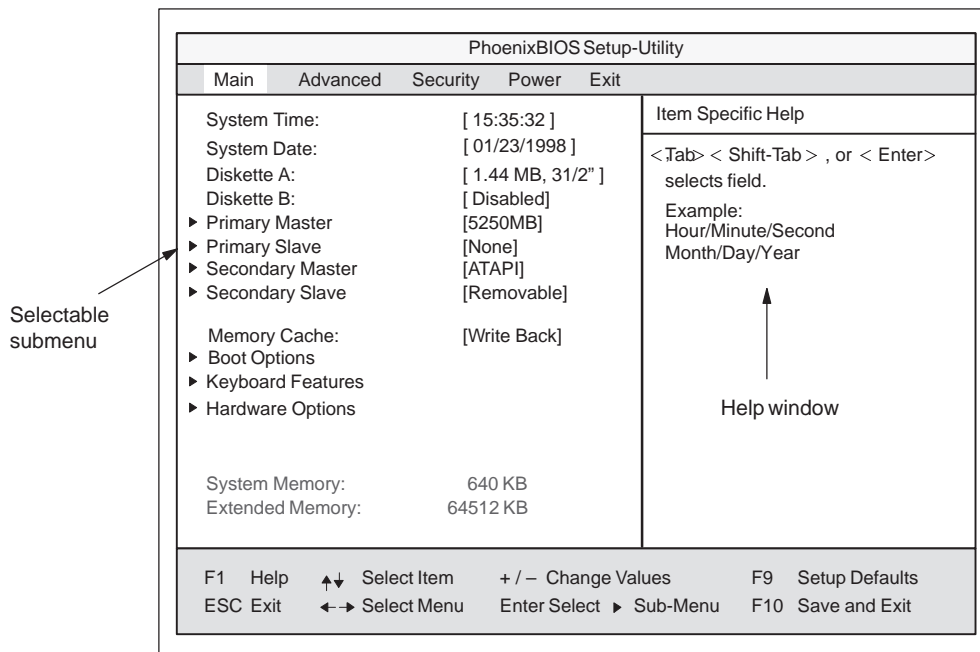 PhoenixBIOS Setup-Utility
Main Advanced Security Power Exit
System Time: [ 15:35:32 ]
System Date: [ 01/23/1998 ]
Diskette A: [ 1.44 MB, 31/2” ]
Diskette B: [ Disabled]
Primary Master [5250MB]
Primary Slave [None]
Secondary Master [ATAPI]
Secondary Slave [Removable]
Memory Cache: [Write Back]
Boot Options
Keyboard Features
Hardware Options
System Memory: 640 KB
Extended Memory: 64512 KB
Item Specific Help
<Tab> < Shift-Tab > , or < Enter>
selects field.
Example:
Hour/Minute/Second
Month/Day/Year
Help window
Selectable
submenu
F1 Help Select Item + / – Change Values F9 Setup Defaults
ESC Exit Select Menu Enter Select Sub-Menu F10 Save and Exit